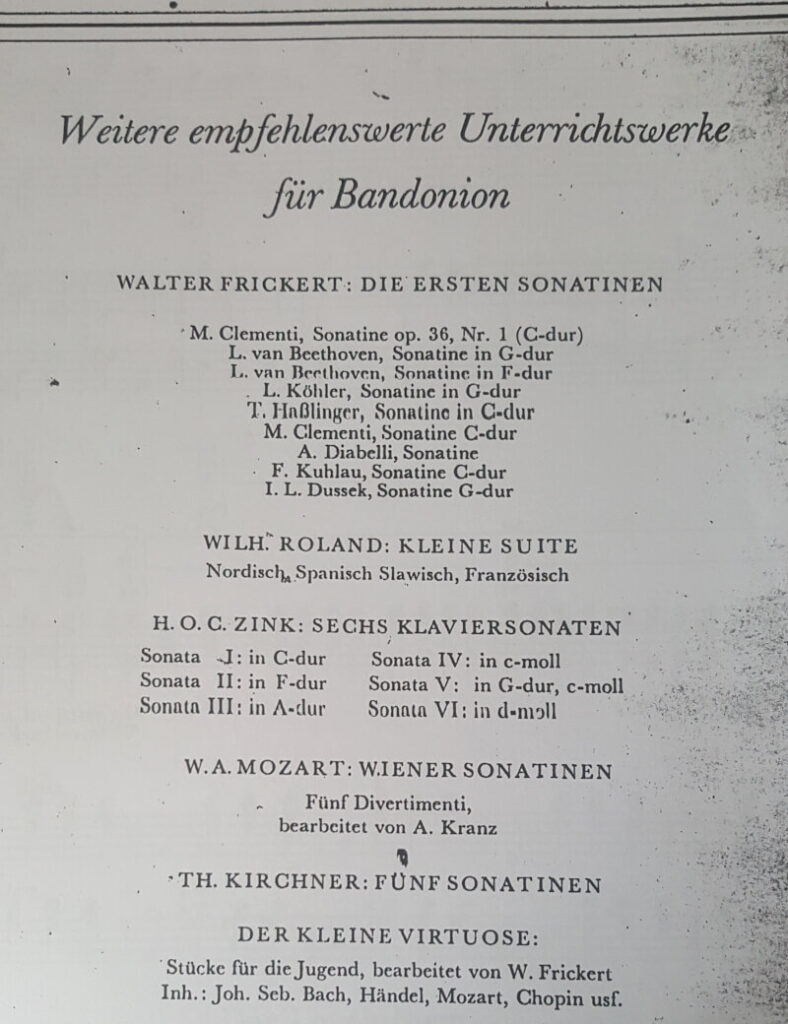 Weitere empfehlenswerte Unterrichtswerke
für Bandonion
WALTER FRICKERT: DIE ERSTEN SONATINEN
M. Clementi, Sonatine op. 36, Nr. 1 (C-dur)
L. van Beethoven, Sonatine in G-dur
L. van Beethoven, Sonatine in F-dur
L. Köhler, Sonatine in G-dur
T. Haßlinger, Sonatine in C-dur
M. Clementi, Sonatine C-dur
A. Diabelli, Sonatine
F. Kuhlau, Sonatine C-dur
I. L. Dussek, Sonatine G-dur
WILH. ROLAND: KLEINE SUITE
Nordisch, Spanisch Slawisch, Französisch
H. O. C. ZINK: SECHS KLAVIERSONATEN
Sonata I: in C-dur Sonata IV: in c-moll
Sonata II: in F-dur Sonata V: in G-dur, c-moll
Sonata III: in A-dur Sonata VI: in d-moll
W. A. MOZART: WIENER SONATINEN
Fünf Divertimenti,
bearbeitet von A. Kranz
TH. KIRCHNER: FÜNF SONATINEN
DER KLEINE VIRTUOSE:
Stücke für die Jugend, bearbeitet von W. Frickert
Inh.: Joh. Seb. Bach, Händel, Mozart, Chopin usf.